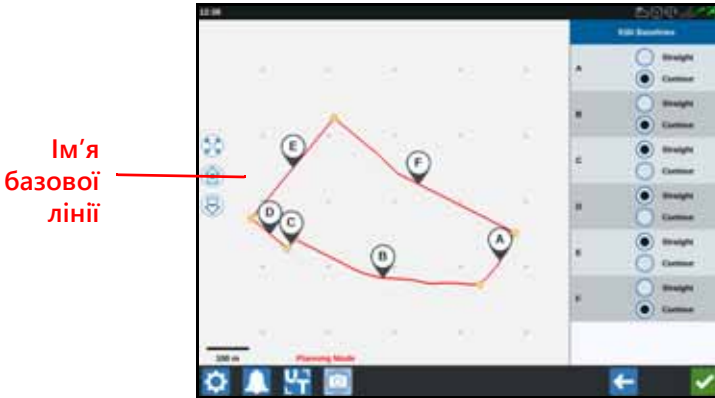 12:38
Edit Baselines
Ім’я
базової
лінії
A
Straight
Contour
B
Straight
Contour
C
Straight
Contour
D
Straight
Contour
E
Straight
Contour
F
Straight
Contour
E
F
D
C
A
B
100 m
Planning Mode